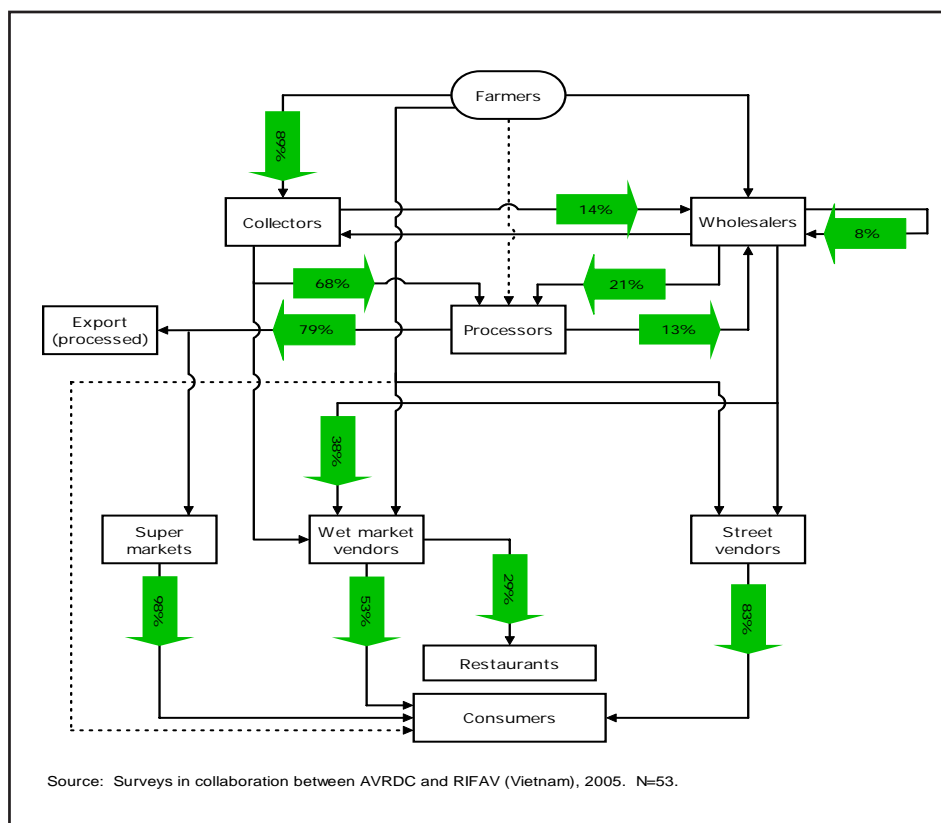 Farmers
89%
Collectors
14%
Wholesalers
8%
68%
21%
Export
(processed)
79%
Processors
13%
38%
Super
markets
Wet market
vendors
Street
vendors
98%
53%
29%
83%
Restaurants
Consumers
Source: Surveys in collaboration between AVRDC and RIFAV (Vietnam), 2005. N=53.